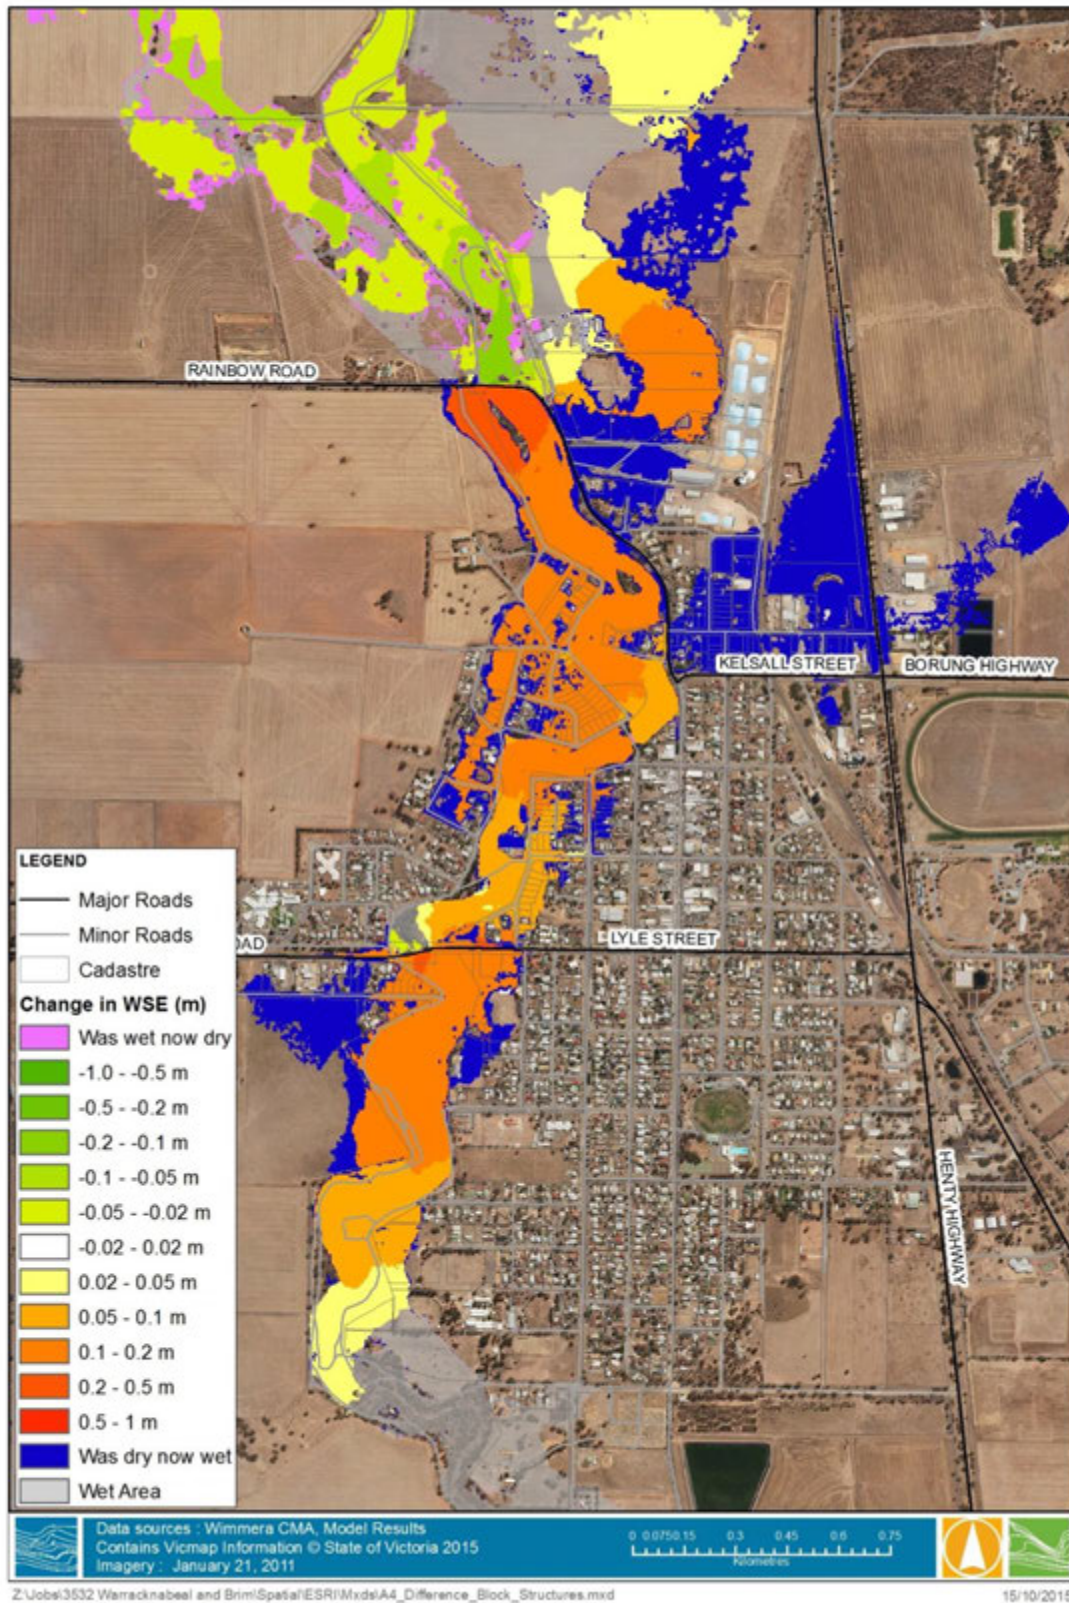 RAINBOW ROAD
KELSALL STREET
BORUNG HIGHWAY
LYLE STREET
OAD
HENTY HIGHWAY
LEGEND
Major Roads
Minor Roads
Cadastre
Change in WSE (m)
Was wet now dry
-1.0 - -0.5 m
-0.5 - -0.2 m
-0.2 - -0.1 m
-0.1 - -0.05 m
-0.05 - -0.02 m
-0.02 - 0.02 m
0.02 - 0.05 m
0.05 - 0.1 m
0.1 - 0.2 m
0.2 - 0.5 m
0.5 - 1 m
Was dry now wet
Wet Area
Data sources : Wimmera CMA, Model Results
Contains Vicmap Information © State of Victoria 2015
Imagery : January 21, 2011
0 0.075 0.15 0.3 0.45 0.6 0.75
Kilometres
Z:\Jobs\3532 Warracknabeal and Brim\Spatial\ESRI\Mxds\A4_Difference_Block_Structures.mxd
15/10/2015